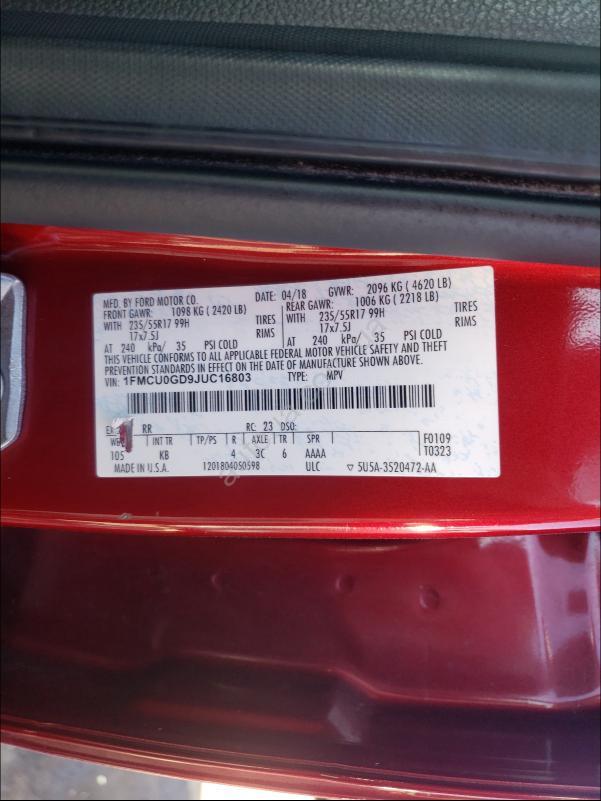 MFD. BY FORD MOTOR CO.
DATE: 04/18 GVWR: 2096 KG ( 4620 LB)
FRONT GAWR: 1098 KG ( 2420 LB)
REAR GAWR: 1006 KG ( 2218 LB)
WITH 235/55R17 99H TIRES
17x7.5J RIMS
AT 240 kPa/ 35 PSI COLD
WITH 235/55R17 99H TIRES
17x7.5J RIMS
AT 240 kPa/ 35 PSI COLD
THIS VEHICLE CONFORMS TO ALL APPLICABLE FEDERAL MOTOR VEHICLE SAFETY AND THEFT
PREVENTION STANDARDS IN EFFECT ON THE DATE OF MANUFACTURE SHOWN ABOVE.
1FMCU0GD9JUC16803 TYPE: MPV
RR RC: 23 DSO:
WB INT TR TP/PS R AXLE TR SPR
105 KB 4 3C 6 AAAA
F0109
T0323
MADE IN U.S.A. 1201804050598 ULC ▽ 5U5A-3520472-AA